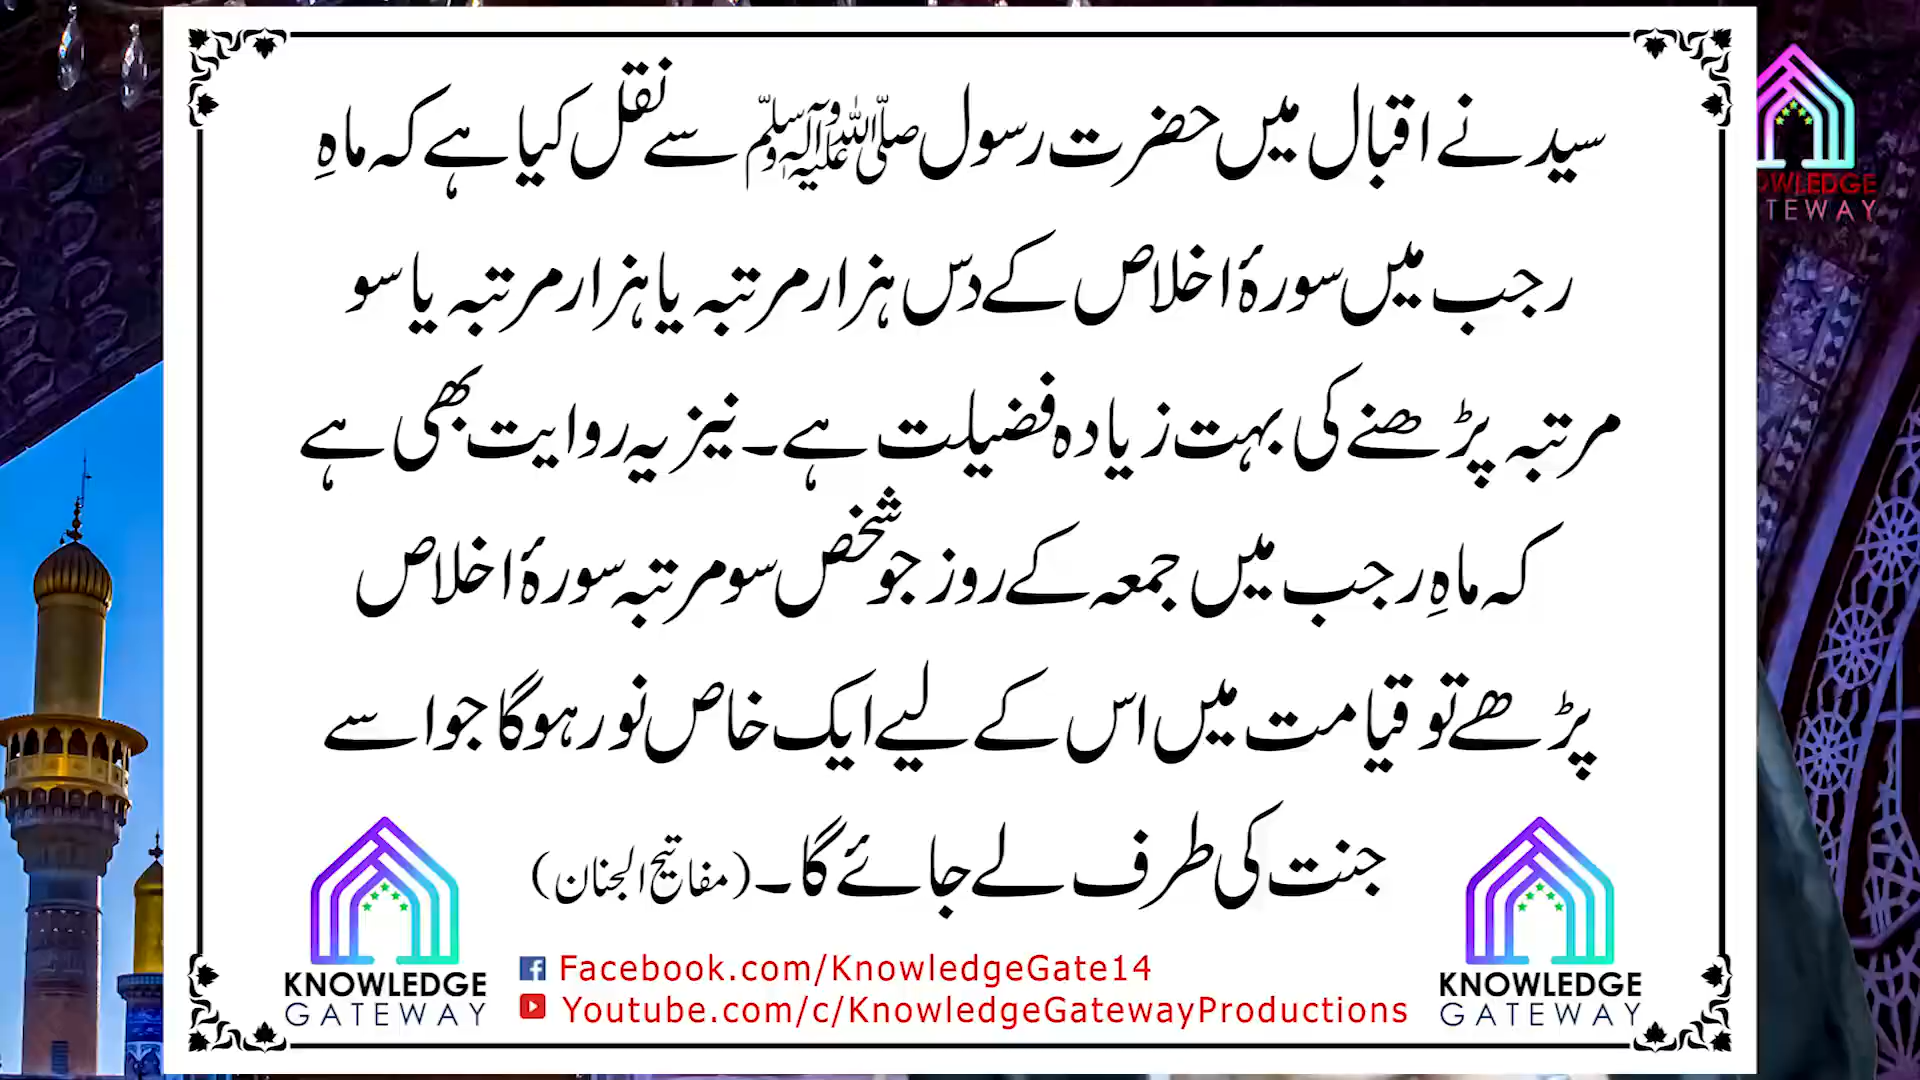 سید نے اقبال میں حضرت رسول صلی اللہ علیہ وآلہ وسلم سے نقل کیا ہے کہ ماہِ
رجب میں سورۂ اخلاص کے دس ہزار مرتبہ یا ہزار مرتبہ یا سو
مرتبہ پڑھنے کی بہت زیادہ فضیلت ہے۔ نیز یہ روایت بھی ہے
کہ ماہِ رجب میں جمعہ کے روز جو شخص سو مرتبہ سورۂ اخلاص
پڑھے تو قیامت میں اس کے لیے ایک خاص نور ہوگا جو اسے
جنت کی طرف لے جائے گا۔ (مفاتیح الجنان)
Facebook.com/KnowledgeGate14
Youtube.com/c/KnowledgeGatewayProductions
KNOWLEDGE
GATEWAY
KNOWLEDGE
GATEWAY
OWLEDGE
TEWAY